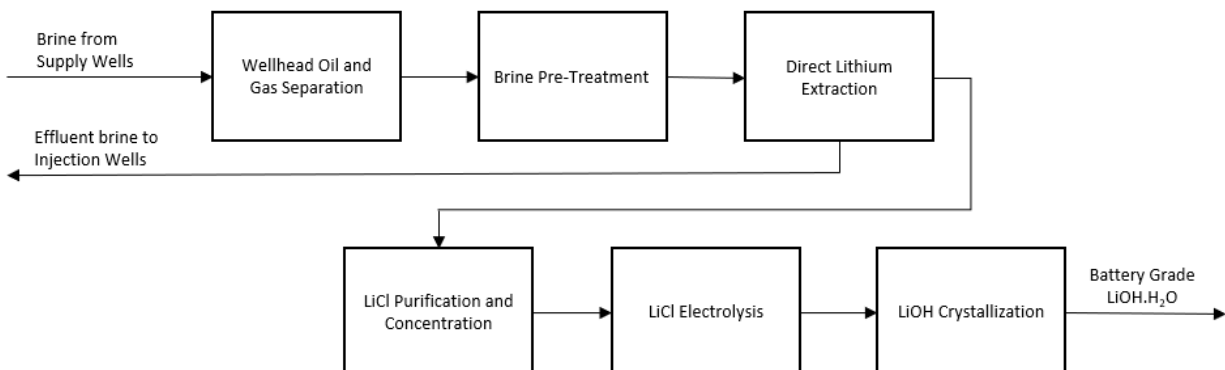 Brine from
Supply Wells
Wellhead Oil and
Gas Separation
Brine Pre-Treatment
Direct Lithium
Extraction
Effluent brine to
Injection Wells
LiCl Purification and
Concentration
LiCl Electrolysis
LiOH Crystallization
Battery Grade
LiOH.H₂O